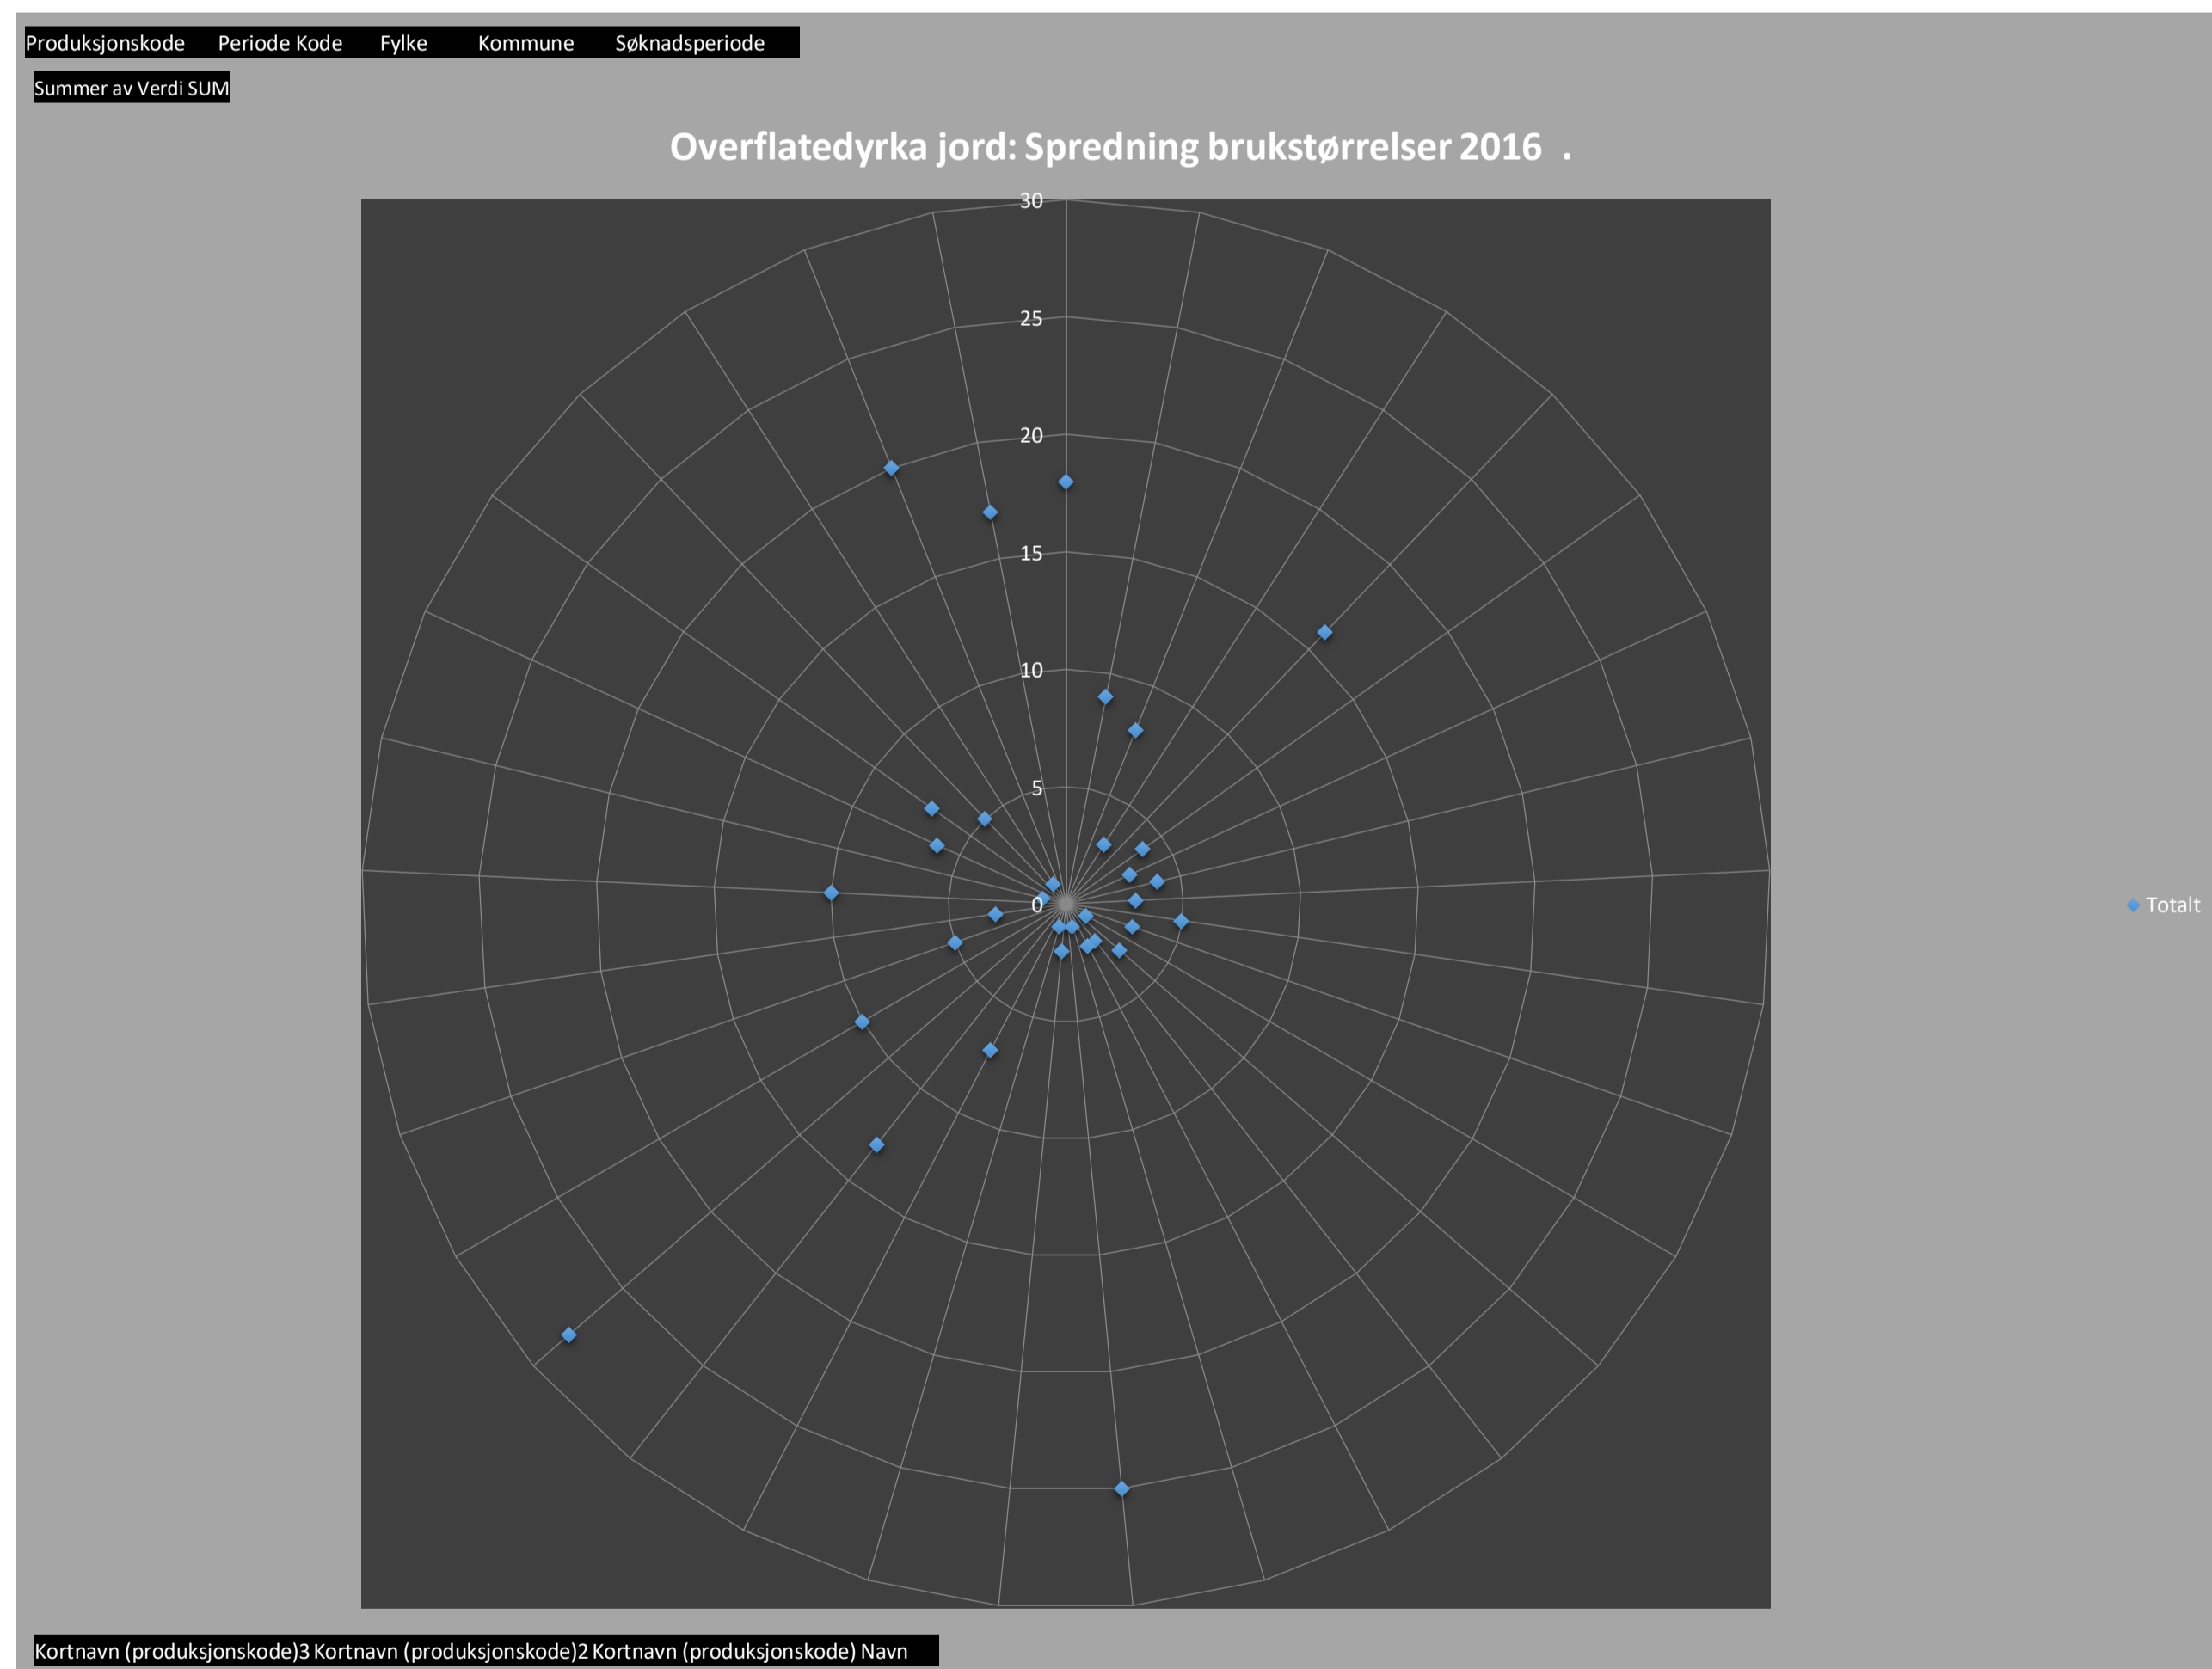 Produksjonskode Periode Kode Fylke Kommune Søknadsperiode
Summer av Verdi SUM
Overflatedyrka jord: Spredning brukstørrelser 2016 .
30
25
20
15
10
5
0
Totalt
Kortnavn (produksjonskode)3 Kortnavn (produksjonskode)2 Kortnavn (produksjonskode) Navn